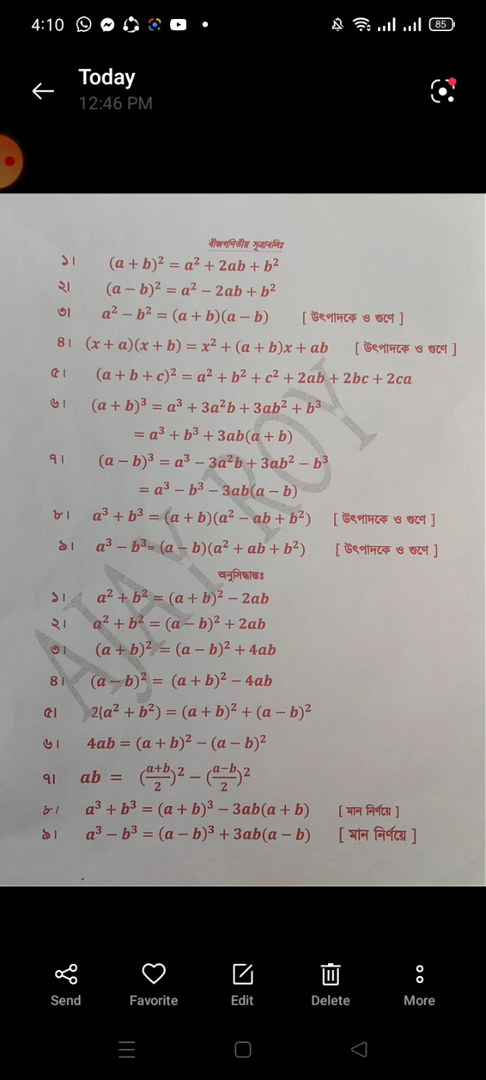 4:10
85
Today
12:46 PM
বীজগণিতীয় সূত্রাবলিঃ
১। (a + b)² = a² + 2ab + b²
২। (a − b)² = a² − 2ab + b²
৩। a² − b² = (a + b)(a − b) [ উৎপাদকে ও গুণে ]
৪। (x + a)(x + b) = x² + (a + b)x + ab [ উৎপাদকে ও গুণে ]
৫। (a + b + c)² = a² + b² + c² + 2ab + 2bc + 2ca
৬। (a + b)³ = a³ + 3a²b + 3ab² + b³
= a³ + b³ + 3ab(a + b)
৭। (a − b)³ = a³ − 3a²b + 3ab² − b³
= a³ − b³ − 3ab(a − b)
৮। a³ + b³ = (a + b)(a² − ab + b²) [ উৎপাদকে ও গুণে ]
৯। a³ − b³ = (a − b)(a² + ab + b²) [ উৎপাদকে ও গুণে ]
অনুসিদ্ধান্তঃ
১। a² + b² = (a + b)² − 2ab
২। a² + b² = (a − b)² + 2ab
৩। (a + b)² = (a − b)² + 4ab
৪। (a − b)² = (a + b)² − 4ab
৫। 2(a² + b²) = (a + b)² + (a − b)²
৬। 4ab = (a + b)² − (a − b)²
৭। ab = ((a+b)/2)² − ((a−b)/2)²
৮। a³ + b³ = (a + b)³ − 3ab(a + b) [ মান নির্ণয়ে ]
৯। a³ − b³ = (a − b)³ + 3ab(a − b) [ মান নির্ণয়ে ]
AJAY ROY
Send Favorite Edit Delete More